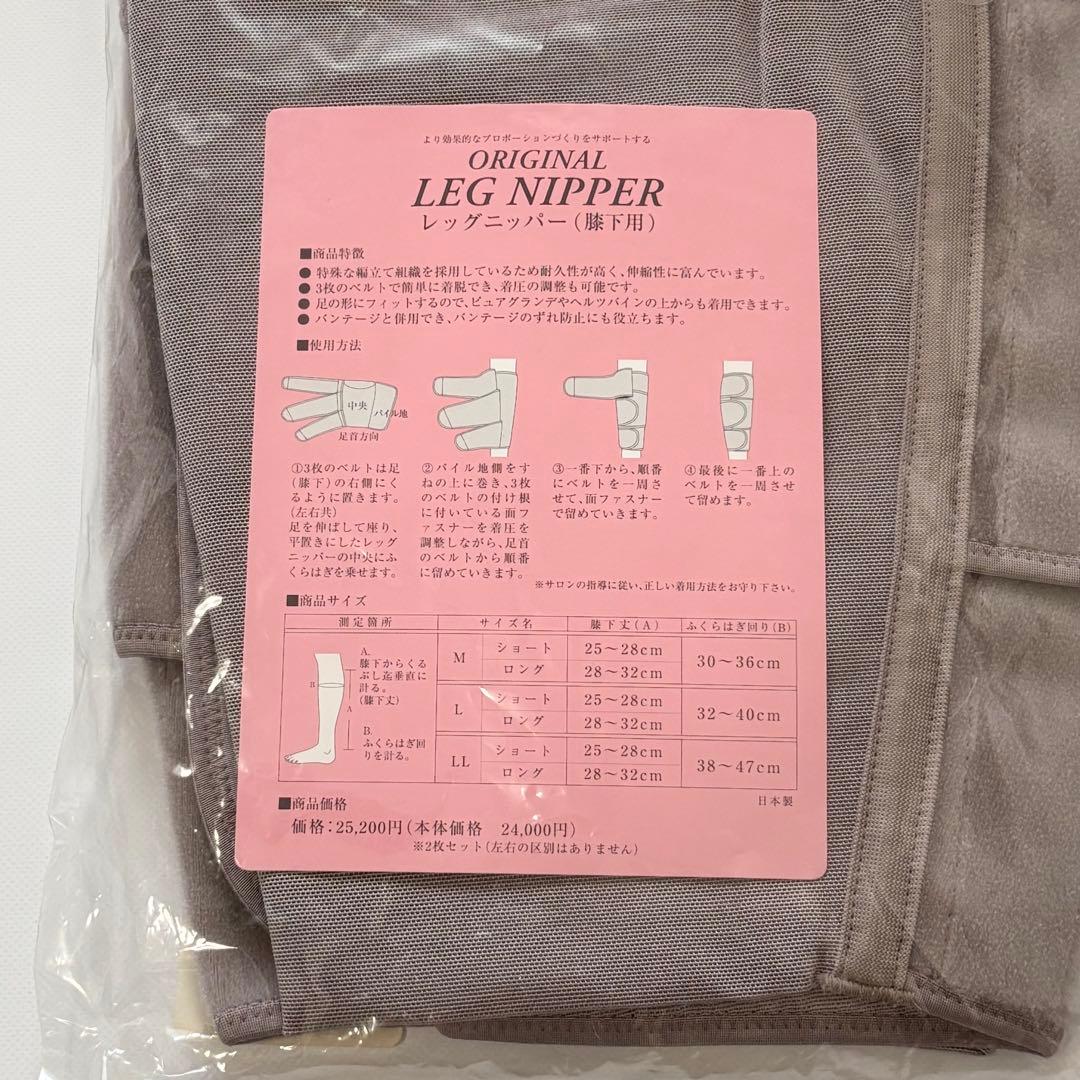 より効果的なプロポーションづくりをサポートする
ORIGINAL
LEG NIPPER
レッグニッパー(膝下用)
■商品特徴
● 特殊な編立て組織を採用しているため耐久性が高く、伸縮性に富んでいます。
● 3枚のベルトで簡単に着脱でき、着圧の調整も可能です。
● 足の形にフィットするので、ピュアグランデやヘルツバインの上からも着用できます。
● バンテージと併用でき、バンテージのずれ防止にも役立ちます。
■使用方法
中央
パイル地
足首方向
①3枚のベルトは足
(膝下)の右側にく
るように置きます。
(左右共)
足を伸ばして座り、
平置きにしたレッグ
ニッパーの中央にふ
くらはぎを乗せます。
②パイル地側をす
ねの上に巻き、3枚
のベルトの付け根
に付いている面フ
ァスナーを着圧を
調整しながら、足首
のベルトから順番
に留めていきます。
③一番下から、順番
にベルトを一周さ
せて、面ファスナー
で留めていきます。
④最後に一番上の
ベルトを一周させ
て留めます。
※サロンの指導に従い、正しい着用方法をお守り下さい。
■商品サイズ
測定箇所 サイズ名 膝下丈(A) ふくらはぎ回り(B)
A.
膝下からくる
ぶし迄垂直に
計る。
(膝下丈)
B
A
B.
ふくらはぎ回
りを計る。
M ショート 25～28cm 30～36cm
ロング 28～32cm
L ショート 25～28cm 32～40cm
ロング 28～32cm
LL ショート 25～28cm 38～47cm
ロング 28～32cm
日本製
■商品価格
価格:25,200円(本体価格 24,000円)
※2枚セット(左右の区別はありません)